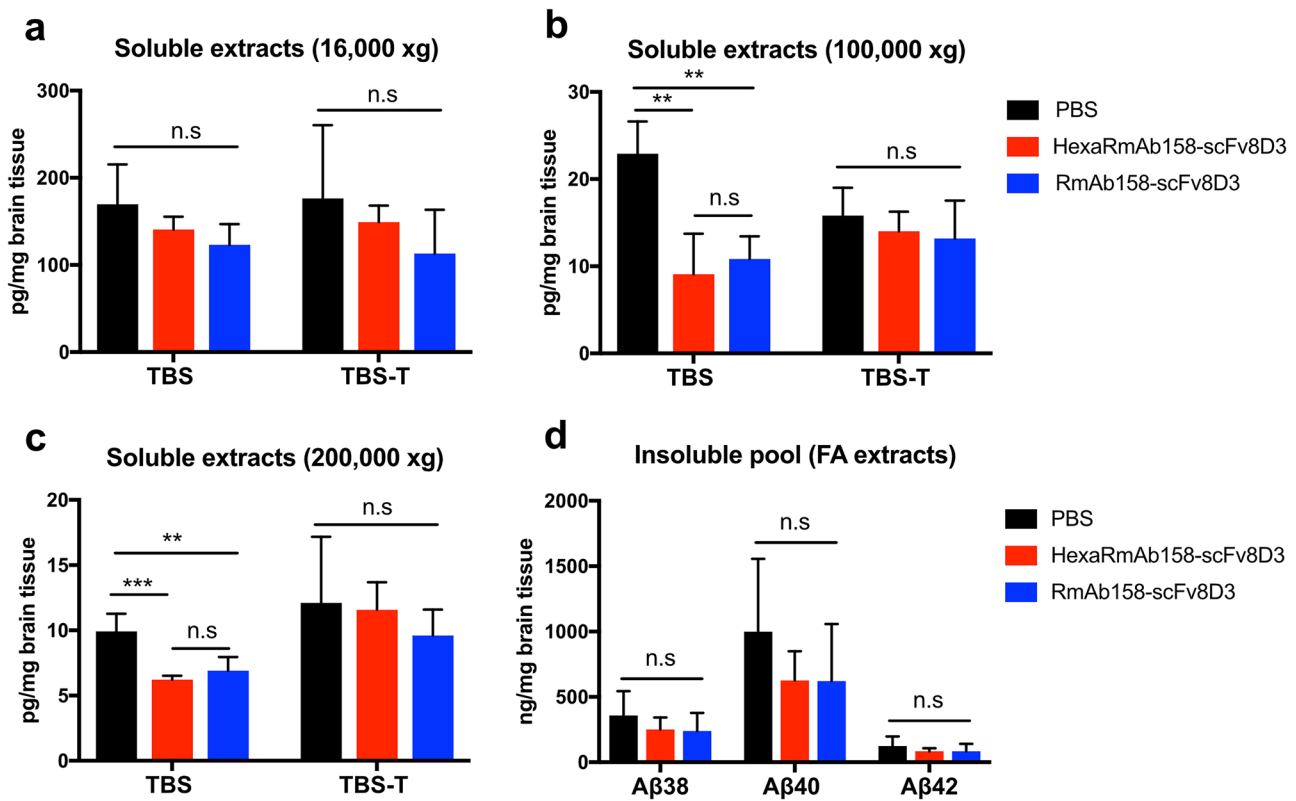 a
Soluble extracts (16,000 xg)
pg/mg brain tissue
300
200
100
0
n.s
n.s
TBS
TBS-T
b
Soluble extracts (100,000 xg)
pg/mg brain tissue
30
20
10
0
**
**
n.s
n.s
TBS
TBS-T
PBS
HexaRmAb158-scFv8D3
RmAb158-scFv8D3
c
Soluble extracts (200,000 xg)
pg/mg brain tissue
20
15
10
5
0
**
***
n.s
n.s
TBS
TBS-T
d
Insoluble pool (FA extracts)
ng/mg brain tissue
2000
1500
1000
500
0
n.s
n.s
n.s
Aβ38
Aβ40
Aβ42
PBS
HexaRmAb158-scFv8D3
RmAb158-scFv8D3